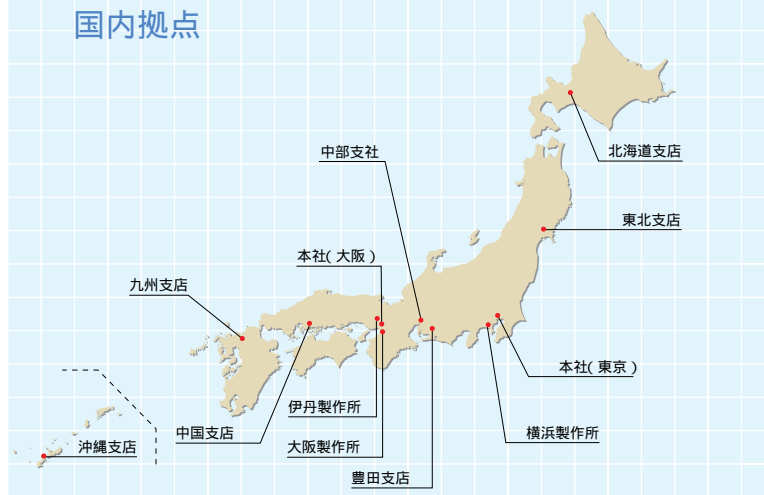 国内拠点
北海道支店
中部支社
東北支店
本社(大阪)
九州支店
本社(東京)
伊丹製作所
中国支店
横浜製作所
大阪製作所
沖縄支店
豊田支店